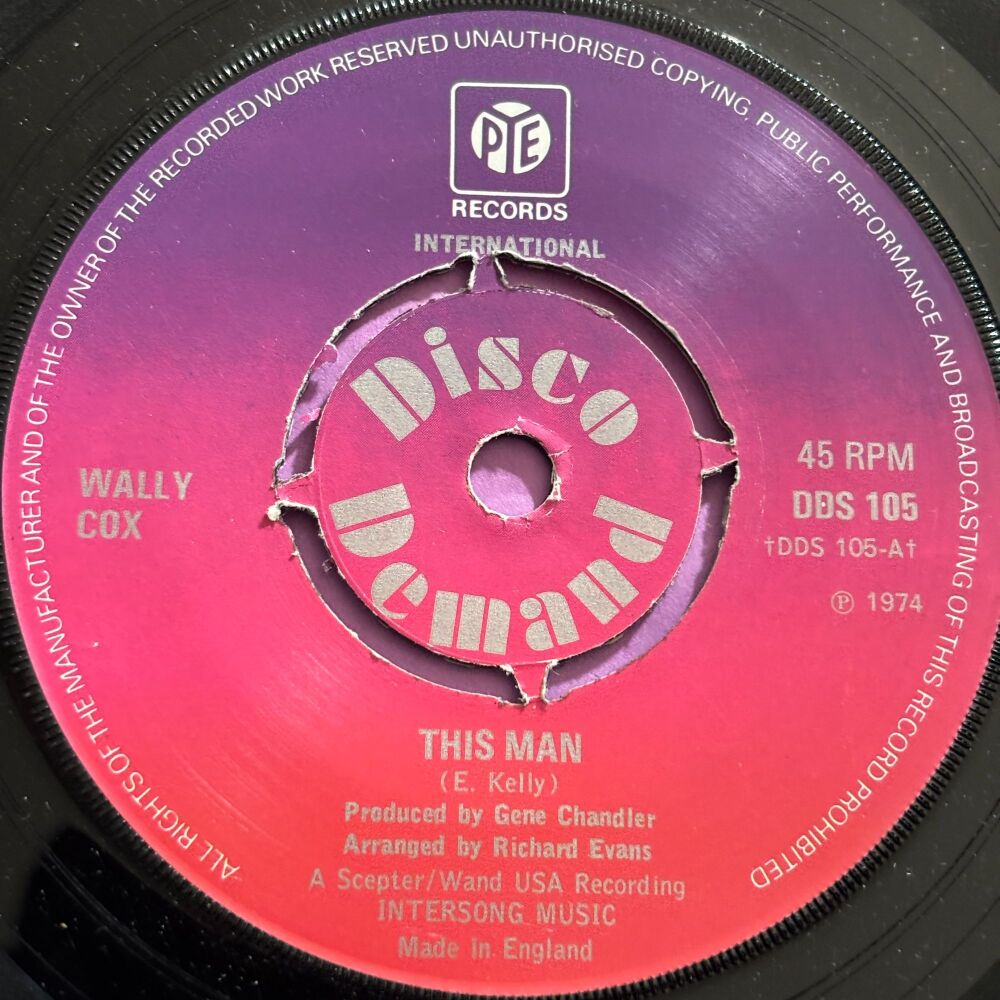 ALL RIGHTS OF THE MANUFACTURER AND OF THE OWNER OF THE RECORDED WORK RESERVED UNAUTHORISED COPYING, PUBLIC PERFORMANCE AND BROADCASTING OF THIS RECORD PROHIBITED
PYE
RECORDS
INTERNATIONAL
Disco
Demand
WALLY
COX
45 RPM
DDS 105
†DDS 105-A†
℗ 1974
THIS MAN
(E. Kelly)
Produced by Gene Chandler
Arranged by Richard Evans
A Scepter/Wand USA Recording
INTERSONG MUSIC
Made in England